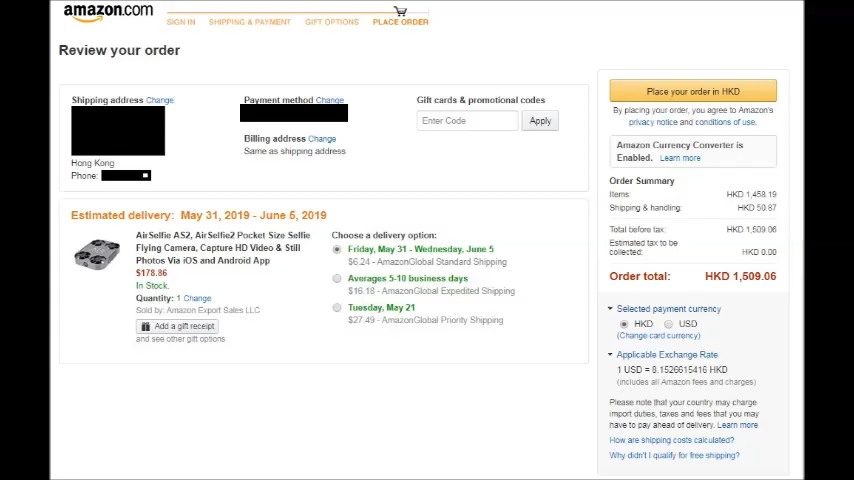 amazon.com
SIGN IN SHIPPING & PAYMENT GIFT OPTIONS PLACE ORDER
Review your order
Shipping address Change
Hong Kong
Phone:
Payment method Change
Billing address Change
Same as shipping address
Gift cards & promotional codes
Enter Code Apply
Estimated delivery: May 31, 2019 - June 5, 2019
AirSelfie AS2, AirSelfie2 Pocket Size Selfie
Flying Camera, Capture HD Video & Still
Photos Via iOS and Android App
$178.86
In Stock.
Quantity: 1 Change
Sold by: Amazon Export Sales LLC
Add a gift receipt
and see other gift options
Choose a delivery option:
Friday, May 31 - Wednesday, June 5
$6.24 - AmazonGlobal Standard Shipping
Averages 5-10 business days
$16.18 - AmazonGlobal Expedited Shipping
Tuesday, May 21
$27.49 - AmazonGlobal Priority Shipping
Place your order in HKD
By placing your order, you agree to Amazon's
privacy notice and conditions of use.
Amazon Currency Converter is
Enabled. Learn more
Order Summary
Items: HKD 1,458.19
Shipping & handling: HKD 50.87
Total before tax: HKD 1,509.06
Estimated tax to be
collected: HKD 0.00
Order total: HKD 1,509.06
Selected payment currency
HKD USD
(Change card currency)
Applicable Exchange Rate
1 USD = 8.1526615416 HKD
(includes all Amazon fees and charges)
Please note that your country may charge
import duties, taxes and fees that you may
have to pay ahead of delivery. Learn more
How are shipping costs calculated?
Why didn't I qualify for free shipping?